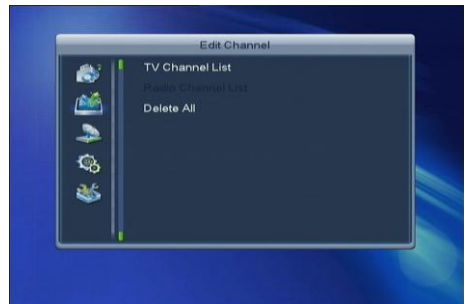 Edit Channel
TV Channel List
Radio Channel List
Delete All